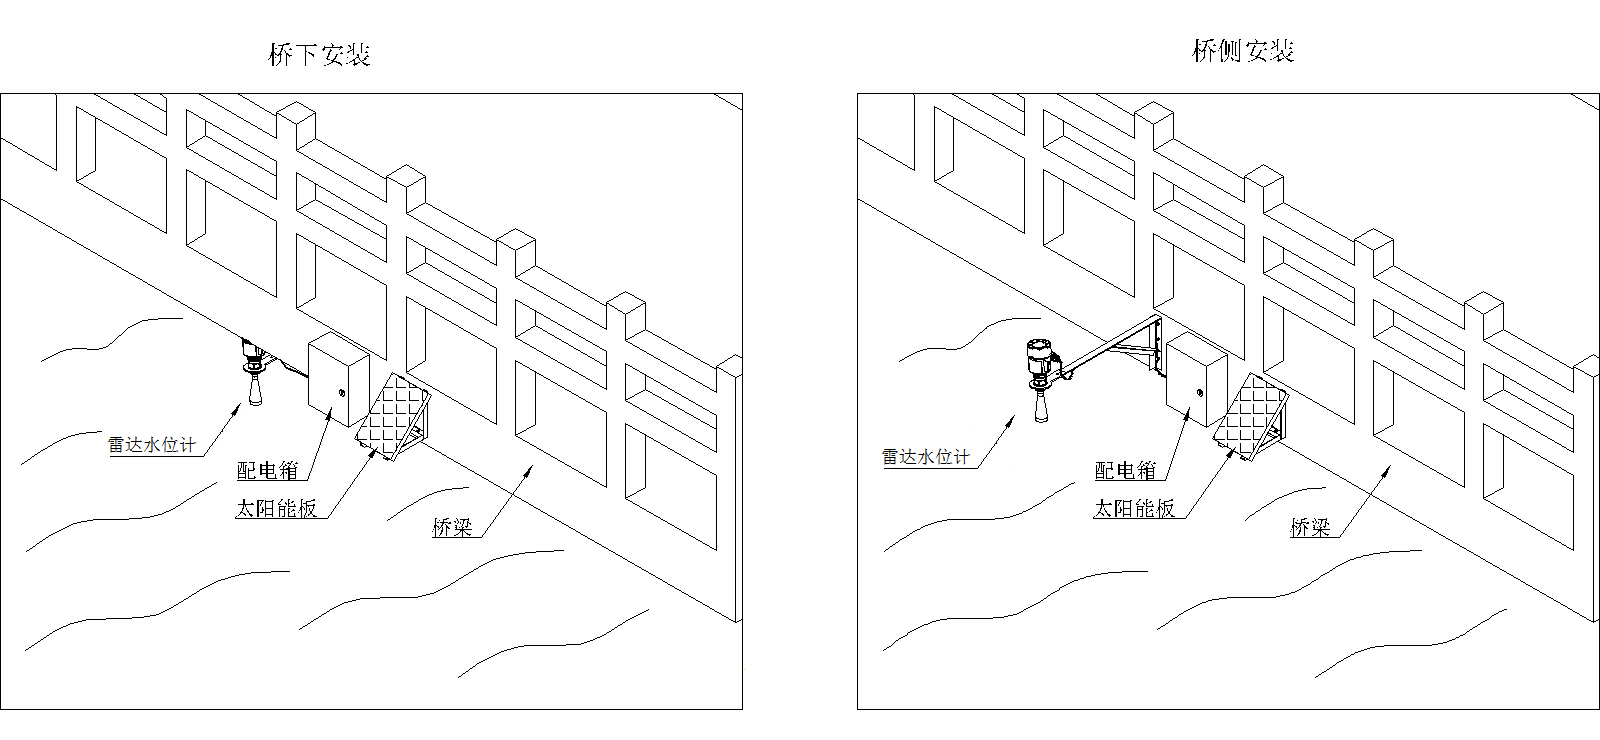 桥下安装
雷达水位计
配电箱
太阳能板
桥梁
桥侧安装
雷达水位计
配电箱
太阳能板
桥梁